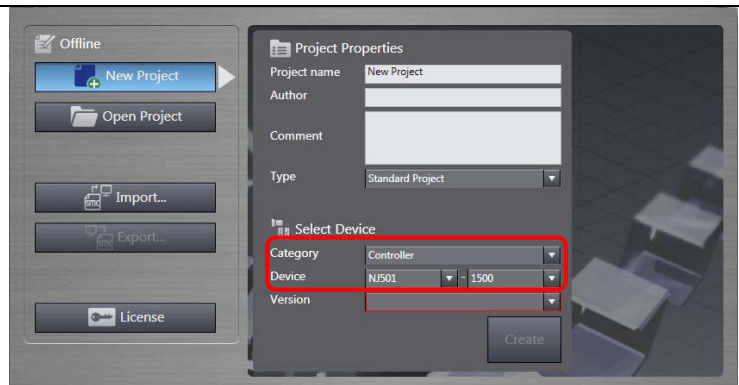 Offline
New Project
Open Project
Import...
Export...
License
Project Properties
Project name New Project
Author
Comment
Type Standard Project
Select Device
Category Controller
Device NJ501 - 1500
Version
Create